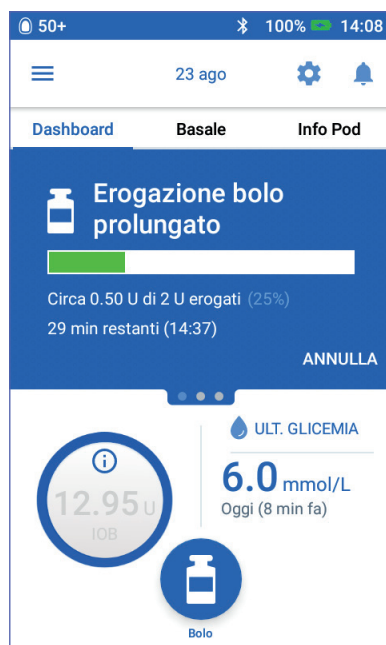 50+ 100% 14:08
23 ago
Dashboard Basale Info Pod
Erogazione bolo
prolungato
Circa 0.50 U di 2 U erogati (25%)
29 min restanti (14:37)
ANNULLA
ULT. GLICEMIA
6.0 mmol/L
Oggi (8 min fa)
i
12.95 U
IOB
Bolo